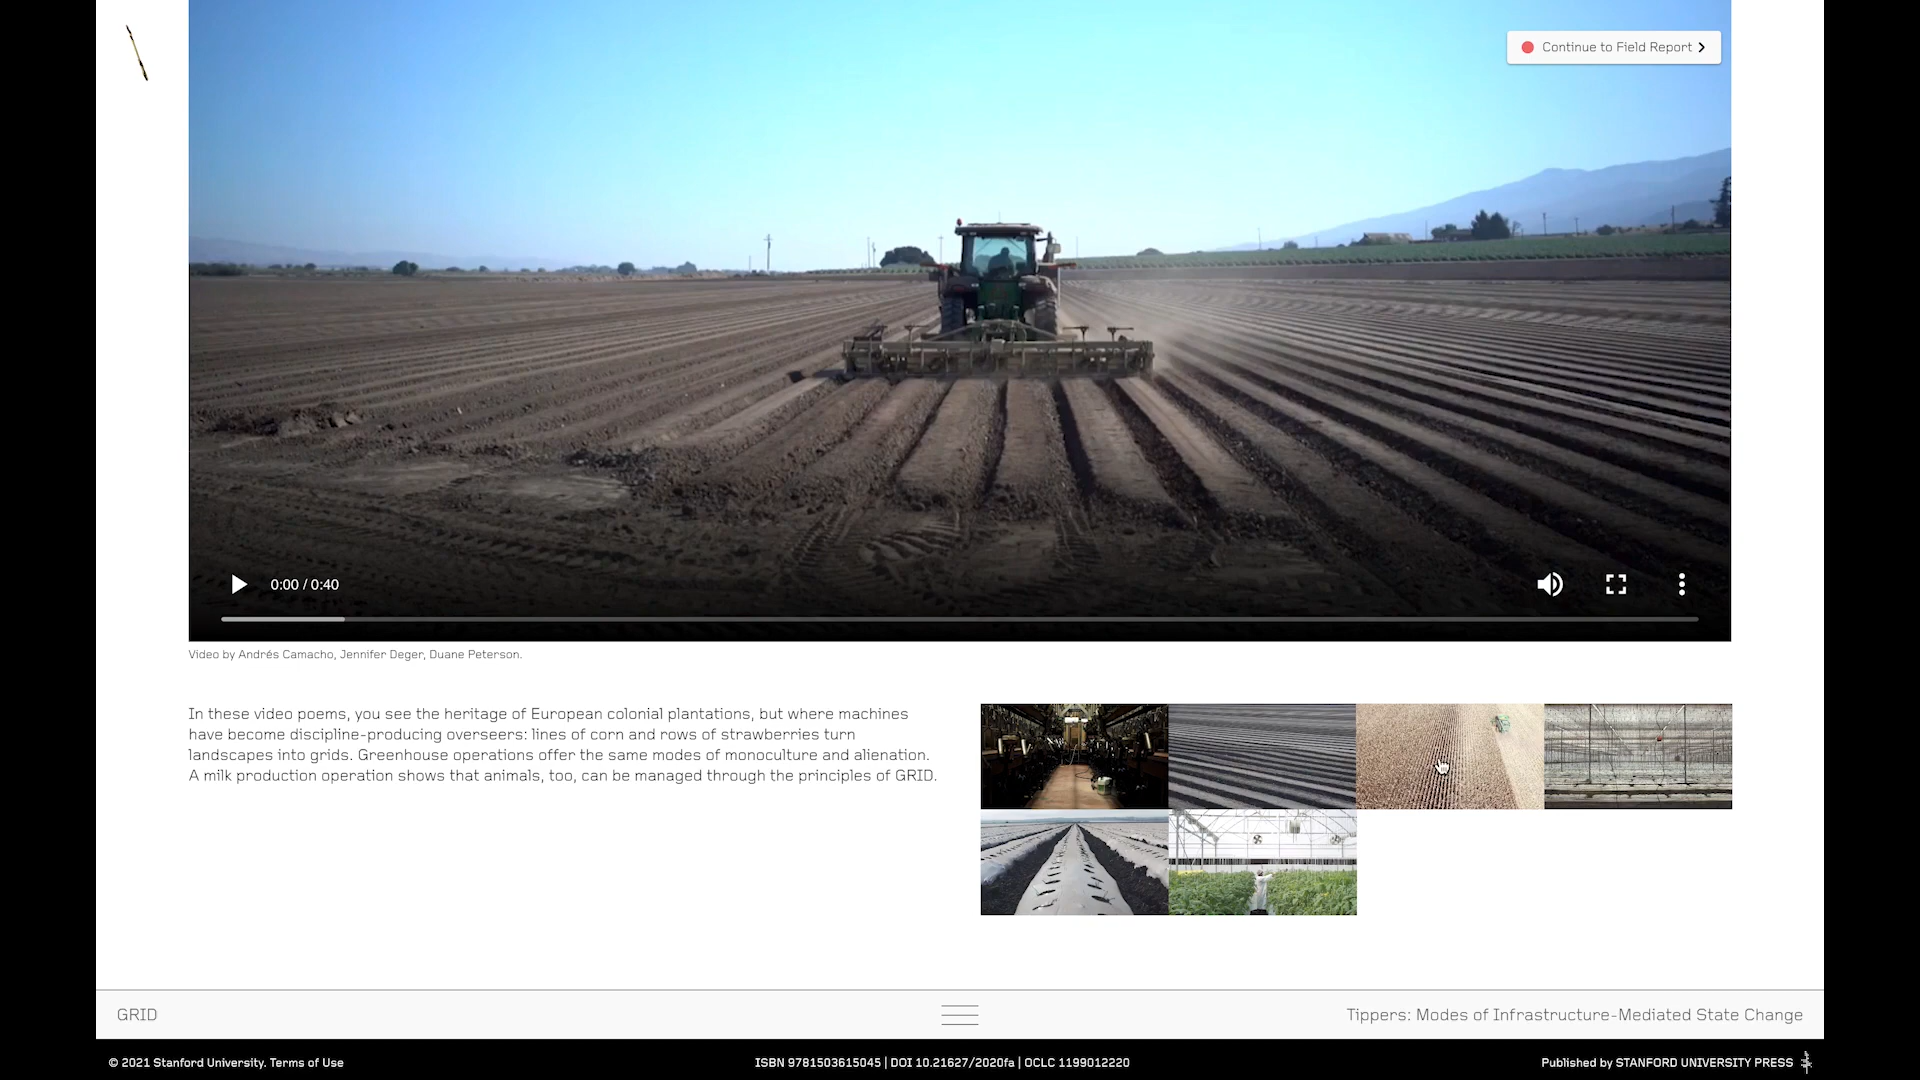 Continue to Field Report
0:00 / 0:40
Video by Andrés Camacho, Jennifer Deger, Duane Peterson.
In these video poems, you see the heritage of European colonial plantations, but where machines
have become discipline-producing overseers: lines of corn and rows of strawberries turn
landscapes into grids. Greenhouse operations offer the same modes of monoculture and alienation.
A milk production operation shows that animals, too, can be managed through the principles of GRID.
GRID
Tippers: Modes of Infrastructure-Mediated State Change
© 2021 Stanford University. Terms of Use
ISBN 9781503615045 | DOI 10.21627/2020fa | OCLC 1199012220
Published by STANFORD UNIVERSITY PRESS